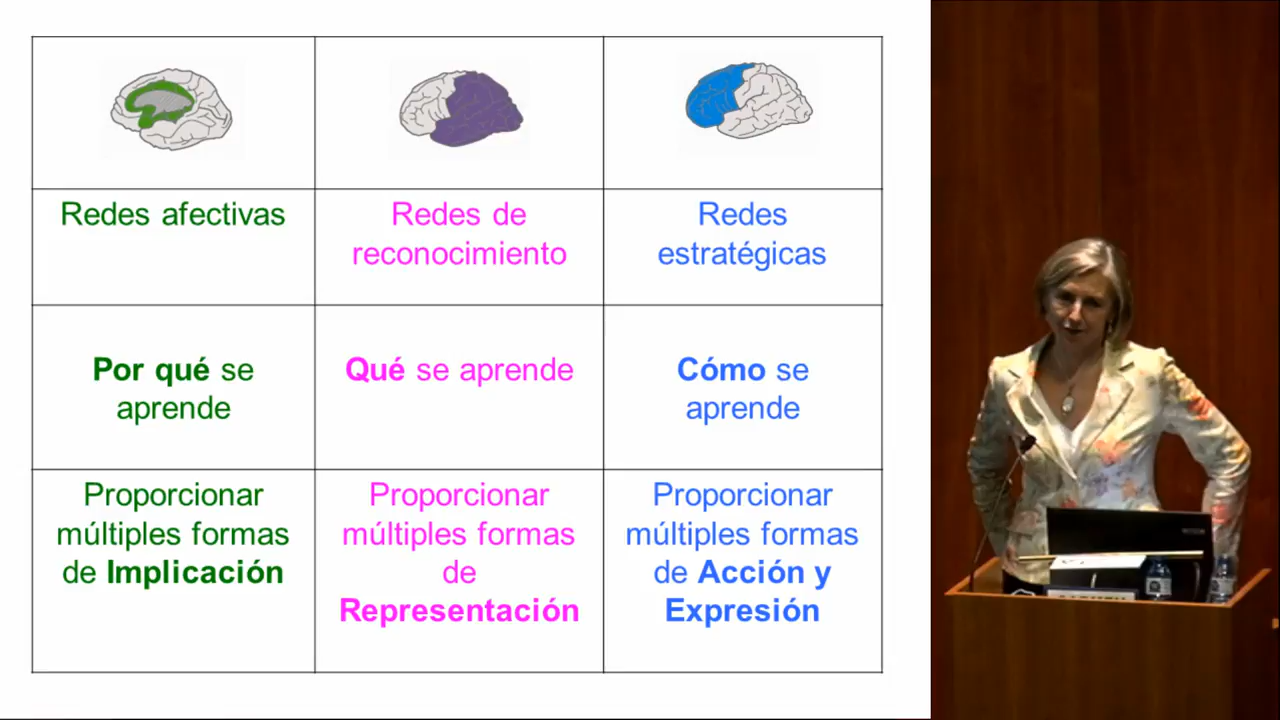 Redes afectivas
Redes de
reconocimiento
Redes
estratégicas
Por qué se
aprende
Qué se aprende
Cómo se
aprende
Proporcionar
múltiples formas
de Implicación
Proporcionar
múltiples formas
de
Representación
Proporcionar
múltiples formas
de Acción y
Expresión